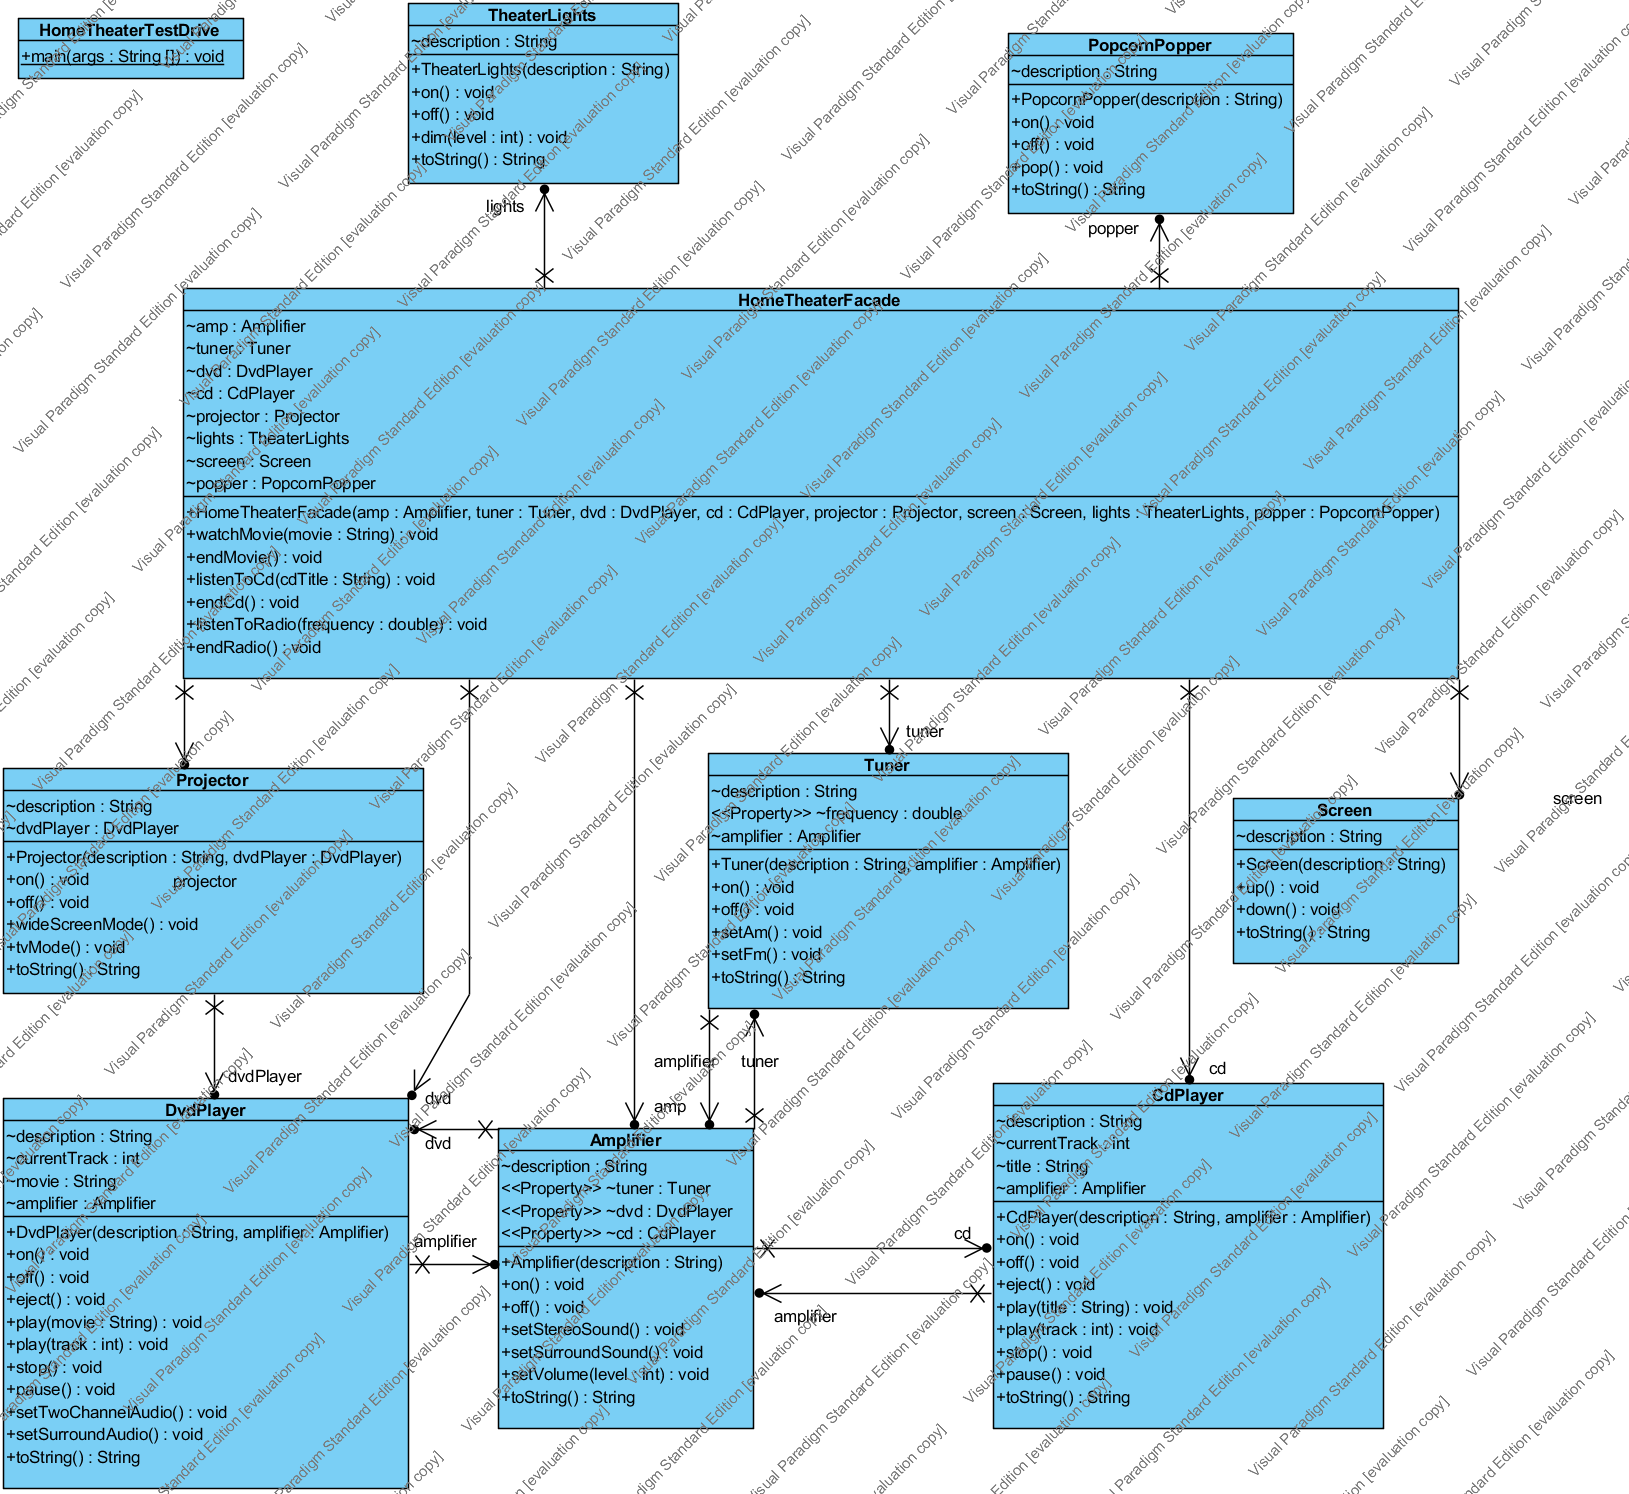 HomeTheaterTestDrive
+main(args : String []) : void
TheaterLights
~description : String
+TheaterLights(description : String)
+on() : void
+off() : void
+dim(level : int) : void
+toString() : String
PopcornPopper
~description : String
+PopcornPopper(description : String)
+on() : void
+off() : void
+pop() : void
+toString() : String
lights
popper
HomeTheaterFacade
~amp : Amplifier
~tuner : Tuner
~dvd : DvdPlayer
~cd : CdPlayer
~projector : Projector
~lights : TheaterLights
~screen : Screen
~popper : PopcornPopper
+HomeTheaterFacade(amp : Amplifier, tuner : Tuner, dvd : DvdPlayer, cd : CdPlayer, projector : Projector, screen : Screen, lights : TheaterLights, popper : PopcornPopper)
+watchMovie(movie : String) : void
+endMovie() : void
+listenToCd(cdTitle : String) : void
+endCd() : void
+listenToRadio(frequency : double) : void
+endRadio() : void
tuner
screen
Projector
~description : String
~dvdPlayer : DvdPlayer
+Projector(description : String, dvdPlayer : DvdPlayer)
+on() : void
projector
+off() : void
+wideScreenMode() : void
+tvMode() : void
+toString() : String
Tuner
~description : String
<<Property>> ~frequency : double
~amplifier : Amplifier
+Tuner(description : String, amplifier : Amplifier)
+on() : void
+off() : void
+setAm() : void
+setFm() : void
+toString() : String
Screen
~description : String
+Screen(description : String)
+up() : void
+down() : void
+toString() : String
dvdPlayer
dvd
dvd
amp
amplifier
tuner
cd
DvdPlayer
~description : String
~currentTrack : int
~movie : String
~amplifier : Amplifier
+DvdPlayer(description : String, amplifier : Amplifier)
+on() : void
+off() : void
+eject() : void
+play(movie : String) : void
+play(track : int) : void
+stop() : void
+pause() : void
+setTwoChannelAudio() : void
+setSurroundAudio() : void
+toString() : String
amplifier
Amplifier
~description : String
<<Property>> ~tuner : Tuner
<<Property>> ~dvd : DvdPlayer
<<Property>> ~cd : CdPlayer
+Amplifier(description : String)
+on() : void
+off() : void
+setStereoSound() : void
+setSurroundSound() : void
+setVolume(level : int) : void
+toString() : String
cd
amplifier
CdPlayer
~description : String
~currentTrack : int
~title : String
~amplifier : Amplifier
+CdPlayer(description : String, amplifier : Amplifier)
+on() : void
+off() : void
+eject() : void
+play(title : String) : void
+play(track : int) : void
+stop() : void
+pause() : void
+toString() : String
Visual Paradigm Standard Edition [evaluation copy]